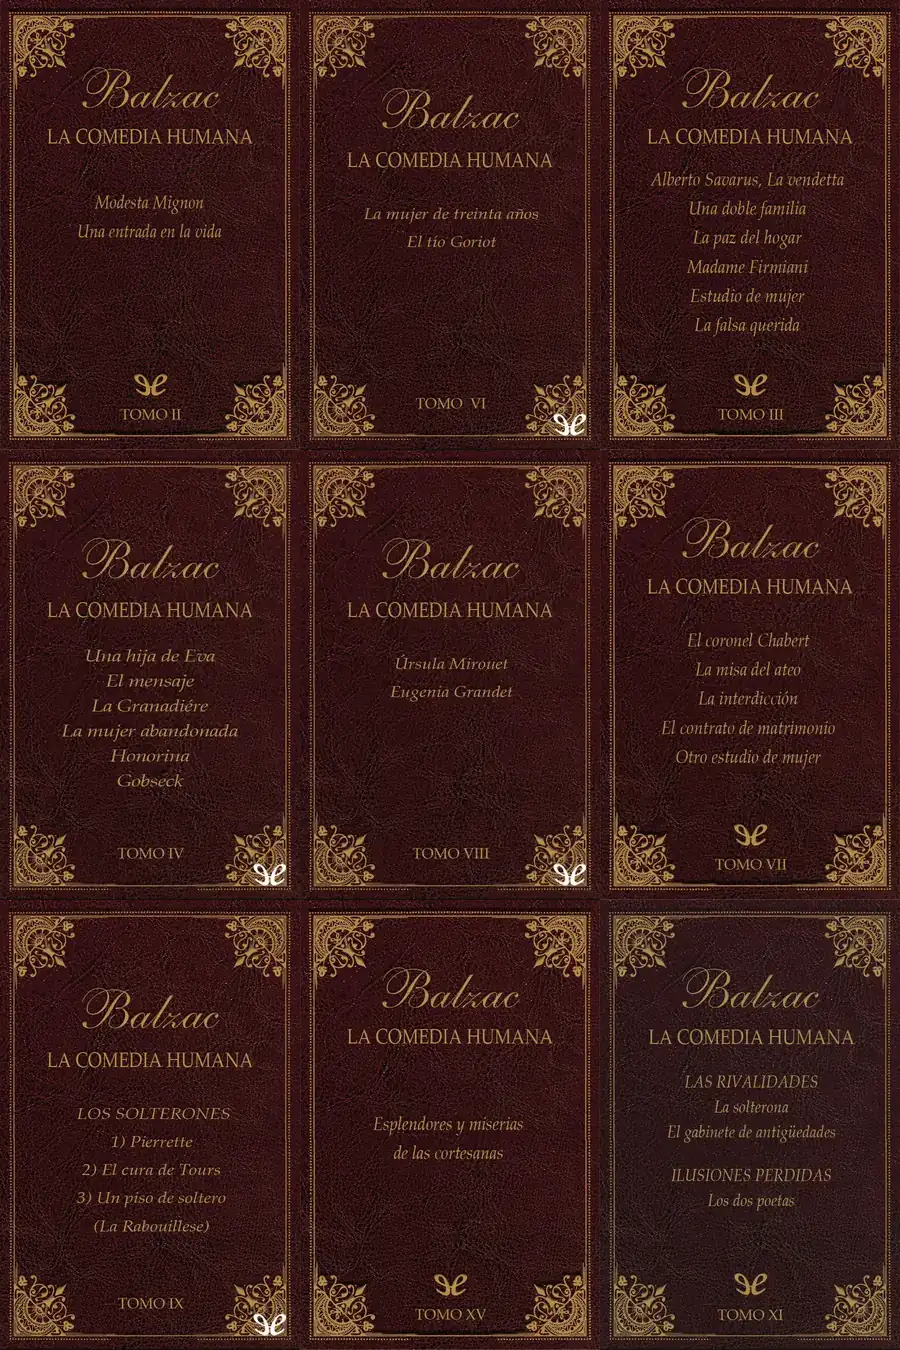 Balzac
LA COMEDIA HUMANA
Modesta Mignon
Una entrada en la vida
TOMO II
Balzac
LA COMEDIA HUMANA
La mujer de treinta años
El tío Goriot
TOMO VI
Balzac
LA COMEDIA HUMANA
Alberto Savarus, La vendetta
Una doble familia
La paz del hogar
Madame Firmiani
Estudio de mujer
La falsa querida
TOMO III
Balzac
LA COMEDIA HUMANA
Una hija de Eva
El mensaje
La Granadiére
La mujer abandonada
Honorina
Gobseck
TOMO IV
Balzac
LA COMEDIA HUMANA
Úrsula Mirouet
Eugenia Grandet
TOMO VIII
Balzac
LA COMEDIA HUMANA
El coronel Chabert
La misa del ateo
La interdicción
El contrato de matrimonio
Otro estudio de mujer
TOMO VII
Balzac
LA COMEDIA HUMANA
LOS SOLTERONES
1) Pierrette
2) El cura de Tours
3) Un piso de soltero
(La Rabouillese)
TOMO IX
Balzac
LA COMEDIA HUMANA
Esplendores y miserias
de las cortesanas
TOMO XV
Balzac
LA COMEDIA HUMANA
LAS RIVALIDADES
La solterona
El gabinete de antigüedades
ILUSIONES PERDIDAS
Los dos poetas
TOMO XI